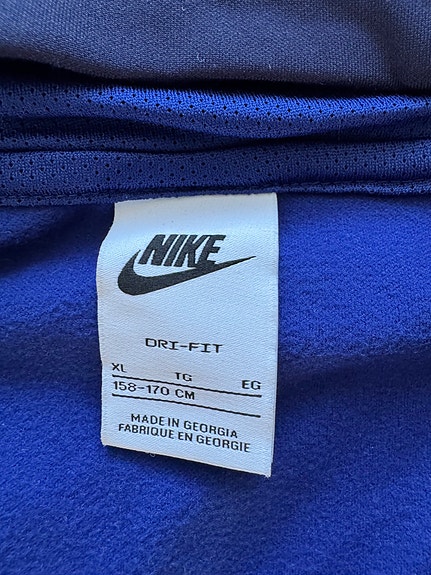 NIKE
DRI-FIT
XL TG EG
158-170 CM
MADE IN GEORGIA
FABRIQUE EN GEORGIE